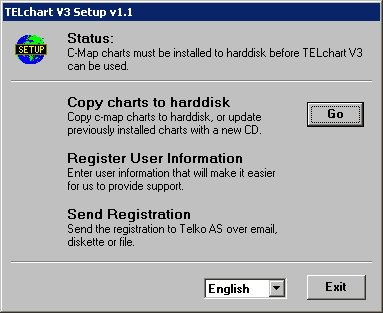 TELchart V3 Setup v1.1
SETUP
Status:
C-Map charts must be installed to harddisk before TELchart V3
can be used.
Copy charts to harddisk
Copy c-map charts to harddisk, or update
previously installed charts with a new CD.
Go
Register User Information
Enter user information that will make it easier
for us to provide support.
Send Registration
Send the registration to Telko AS over email,
diskette or file.
English
Exit